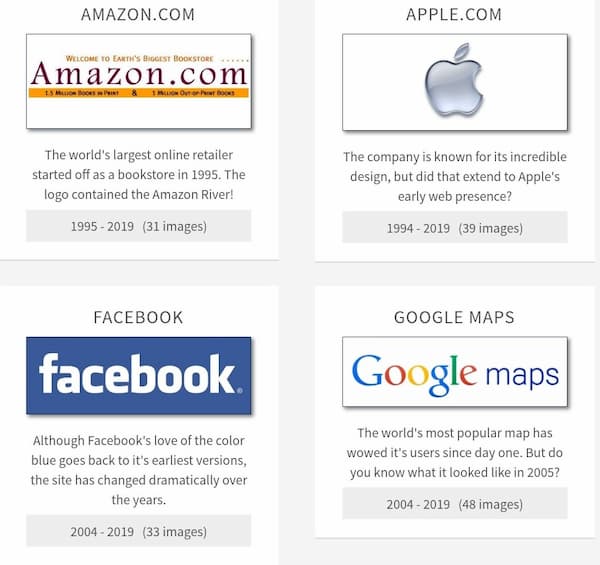 AMAZON.COM
WELCOME TO EARTH'S BIGGEST BOOKSTORE ......
Amazon.com
1.5 MILLION BOOKS IN PRINT & 1 MILLION OUT-OF-PRINT BOOKS
The world's largest online retailer
started off as a bookstore in 1995. The
logo contained the Amazon River!
1995 - 2019 (31 images)
APPLE.COM
The company is known for its incredible
design, but did that extend to Apple's
early web presence?
1994 - 2019 (39 images)
FACEBOOK
facebook®
Although Facebook's love of the color
blue goes back to it's earliest versions,
the site has changed dramatically over
the years.
2004 - 2019 (33 images)
GOOGLE MAPS
Google maps
The world's most popular map has
wowed it's users since day one. But do
you know what it looked like in 2005?
2004 - 2019 (48 images)